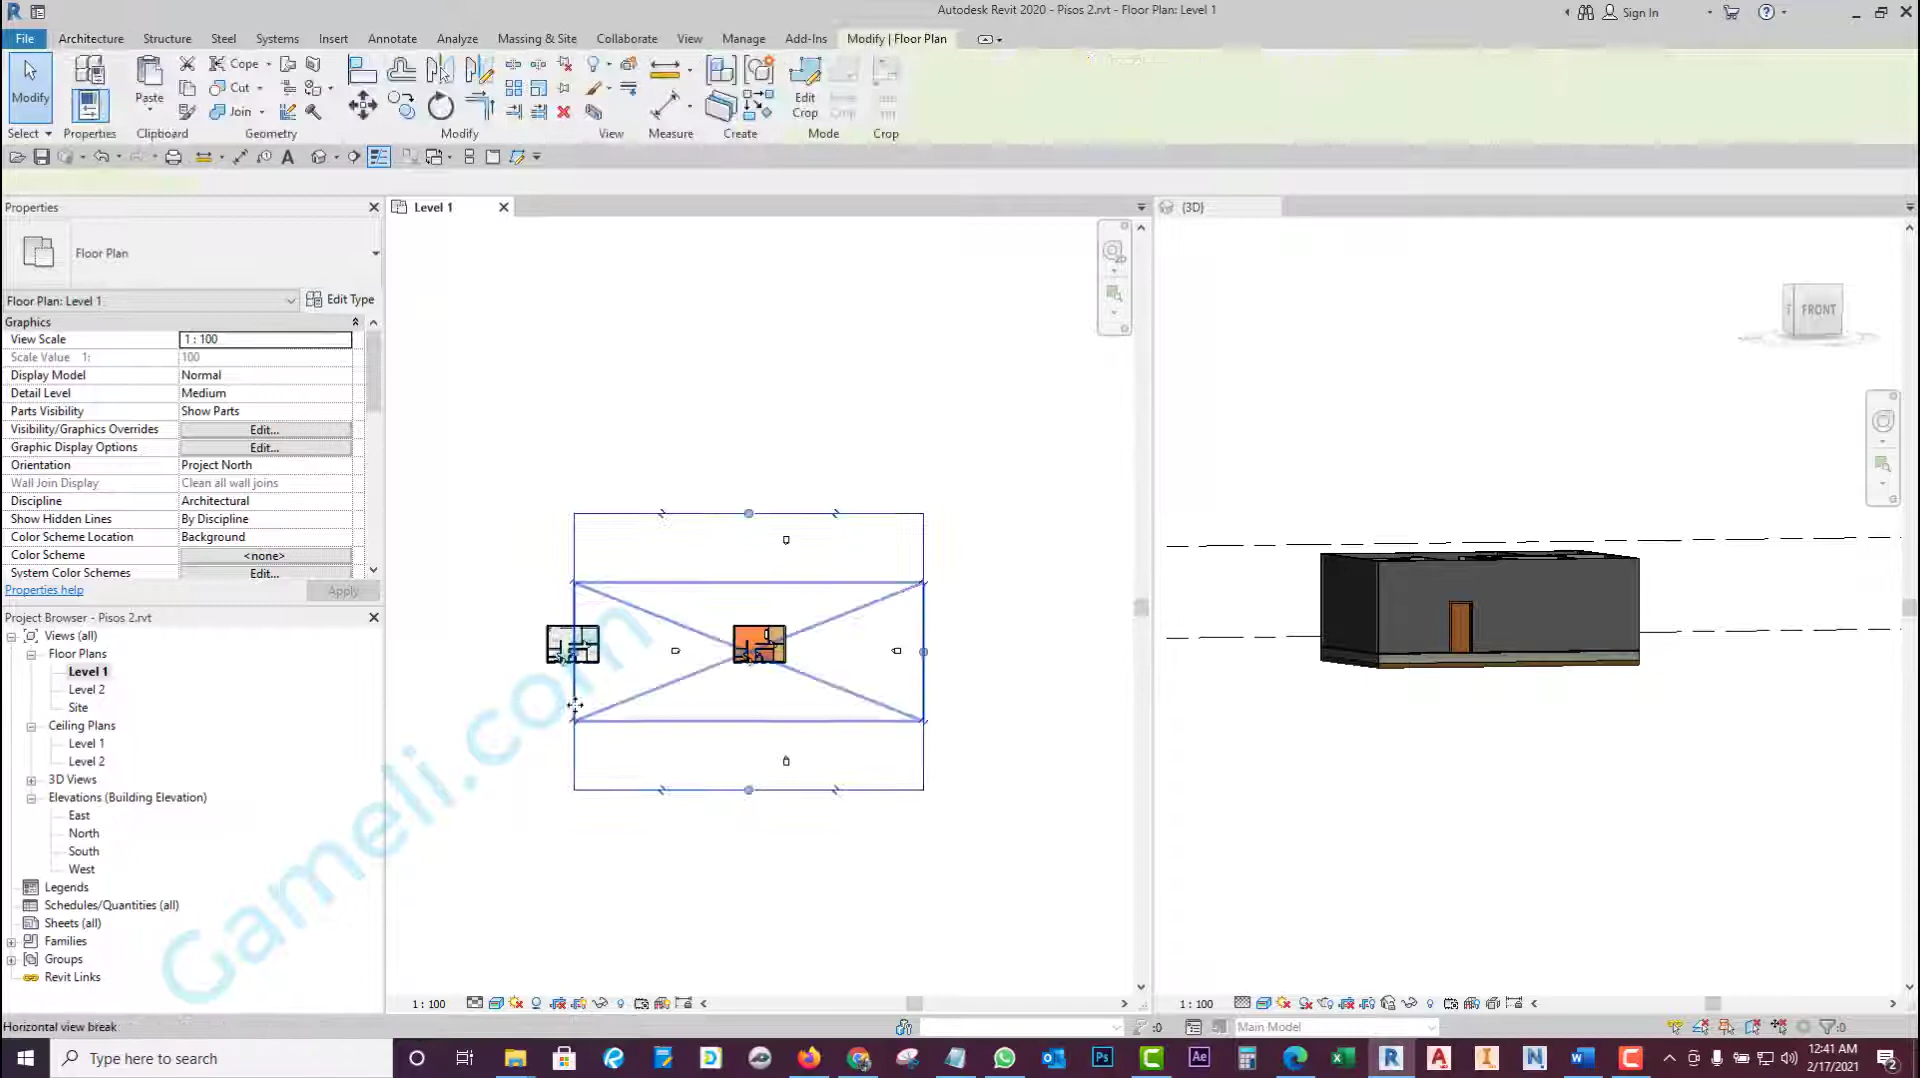 Autodesk Revit 2020 - Pisos 2.rvt - Floor Plan: Level 1
Sign In
File
Architecture
Structure
Steel
Systems
Insert
Annotate
Analyze
Massing & Site
Collaborate
View
Manage
Add-Ins
Modify | Floor Plan
Modify
Paste
Cope
Cut
Join
Edit
Crop
Edit
Crop
Select
Properties
Clipboard
Geometry
Modify
View
Measure
Create
Mode
Crop
Properties
Level 1
{3D}
Floor Plan
Floor Plan: Level 1
Edit Type
Graphics
View Scale 1 : 100
Scale Value 1: 100
Display Model Normal
Detail Level Medium
Parts Visibility Show Parts
Visibility/Graphics Overrides Edit...
Graphic Display Options Edit...
Orientation Project North
Wall Join Display Clean all wall joins
Discipline Architectural
Show Hidden Lines By Discipline
Color Scheme Location Background
Color Scheme <none>
System Color Schemes Edit...
Properties help
Apply
FRONT
Project Browser - Pisos 2.rvt
Views (all)
Floor Plans
Level 1
Level 2
Site
Ceiling Plans
Level 1
Level 2
3D Views
Elevations (Building Elevation)
East
North
South
West
Legends
Schedules/Quantities (all)
Sheets (all)
Families
Groups
Revit Links
Gameli.com
1 : 100
1 : 100
Horizontal view break
:0
Main Model
:0
Type here to search
Ps
Ae
12:41 AM
2/17/2021
2